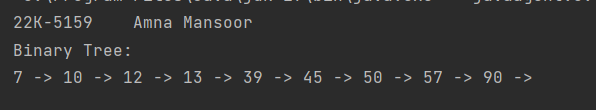 22K-5159    Amna Mansoor
Binary Tree:
7 -> 10 -> 12 -> 13 -> 39 -> 45 -> 50 -> 57 -> 90 ->